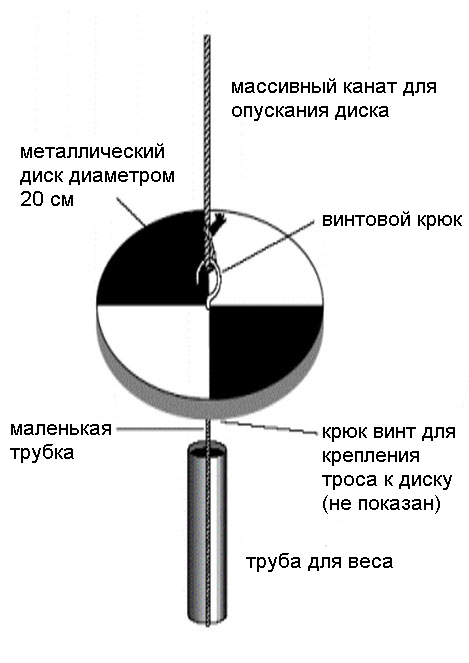 массивный канат для
опускания диска
металлический
диск диаметром
20 см
винтовой крюк
маленькая
трубка
крюк винт для
крепления
троса к диску
(не показан)
труба для веса